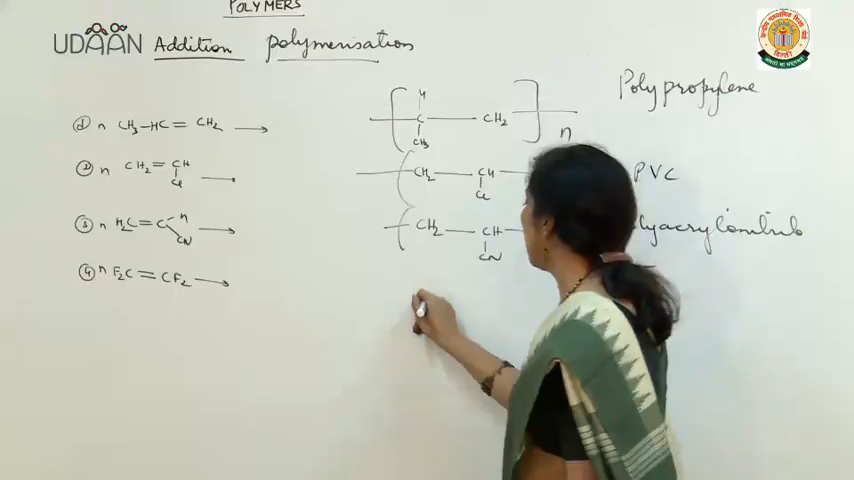 POLYMERS
UDAAN
Addition polymerisation
① n CH3-HC=CH2 →
H
[-C-CH2-]n
CH3
Polypropylene
② n CH2=CH →
Cl
(-CH2-CH-
Cl
PVC
③ n H2C=C-H →
CN
(-CH2-CH-
CN
lyacrylonitrile
④ n F2C=CF2 →